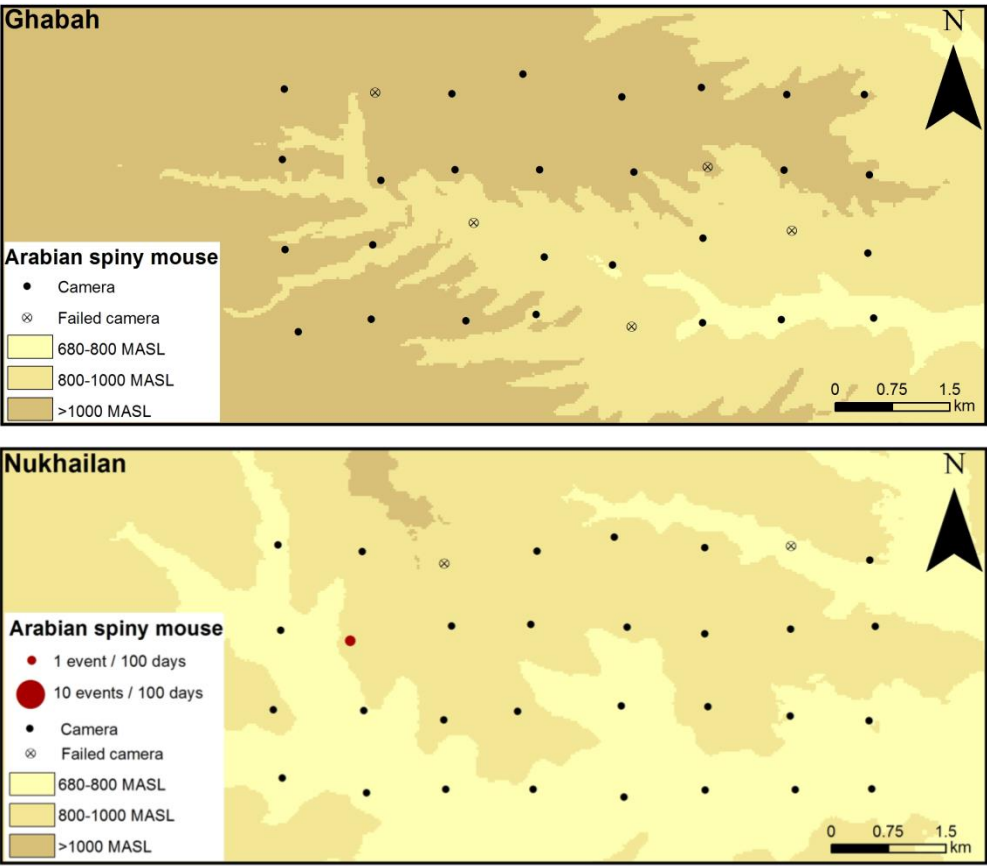 Ghabah
N
Arabian spiny mouse
Camera
Failed camera
680-800 MASL
800-1000 MASL
>1000 MASL
0 0.75 1.5
km
Nukhailan
N
Arabian spiny mouse
1 event / 100 days
10 events / 100 days
Camera
Failed camera
680-800 MASL
800-1000 MASL
>1000 MASL
0 0.75 1.5
km